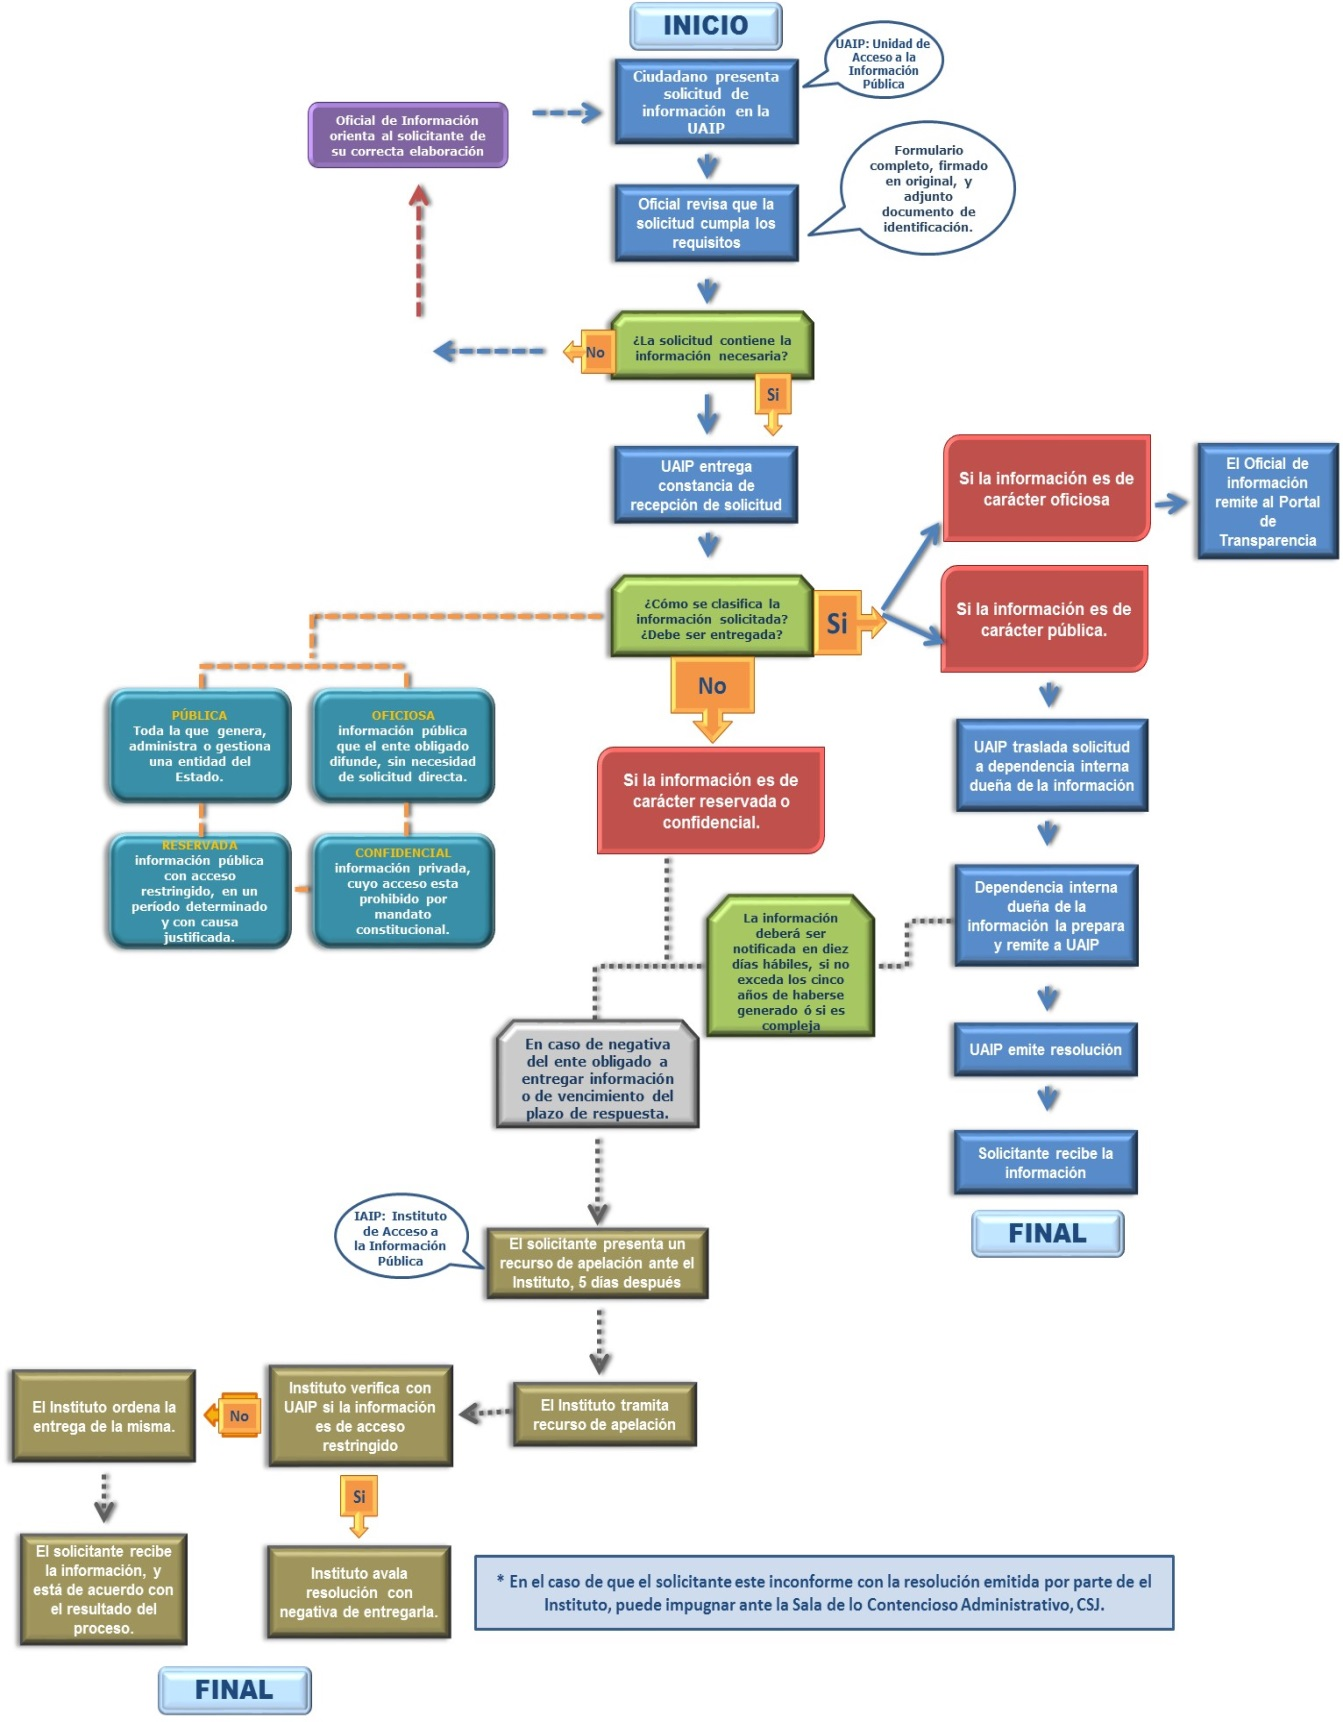 INICIO
UAIP: Unidad de
Acceso a la
Información
Pública
Ciudadano presenta
solicitud de
información en la
UAIP
Oficial de Información
orienta al solicitante de
su correcta elaboración
Formulario
completo, firmado
en original, y
adjunto
documento de
identificación.
Oficial revisa que la
solicitud cumpla los
requisitos
¿La solicitud contiene la
información necesaria?
No
Si
UAIP entrega
constancia de
recepción de solicitud
Si la información es de
carácter oficiosa
El Oficial de
información
remite al Portal
de
Transparencia
¿Cómo se clasifica la
información solicitada?
¿Debe ser entregada?
Si
Si la información es de
carácter pública.
No
PÚBLICA
Toda la que genera,
administra o gestiona
una entidad del
Estado.
OFICIOSA
información pública
que el ente obligado
difunde, sin necesidad
de solicitud directa.
RESERVADA
información pública
con acceso
restringido, en un
período determinado
y con causa
justificada.
CONFIDENCIAL
información privada,
cuyo acceso esta
prohibido por
mandato
constitucional.
Si la información es de
carácter reservada o
confidencial.
UAIP traslada solicitud
a dependencia interna
dueña de la información
Dependencia interna
dueña de la
información la prepara
y remite a UAIP
La información
deberá ser
notificada en diez
días hábiles, si no
exceda los cinco
años de haberse
generado ó si es
compleja
UAIP emite resolución
En caso de negativa
del ente obligado a
entregar información
o de vencimiento del
plazo de respuesta.
Solicitante recibe la
información
FINAL
IAIP: Instituto
de Acceso a
la Información
Pública
El solicitante presenta un
recurso de apelación ante el
Instituto, 5 días después
El Instituto tramita
recurso de apelación
Instituto verifica con
UAIP si la información
es de acceso
restringido
No
El Instituto ordena la
entrega de la misma.
Si
El solicitante recibe
la información, y
está de acuerdo con
el resultado del
proceso.
Instituto avala
resolución con
negativa de entregarla.
* En el caso de que el solicitante este inconforme con la resolución emitida por parte de el
Instituto, puede impugnar ante la Sala de lo Contencioso Administrativo, CSJ.
FINAL